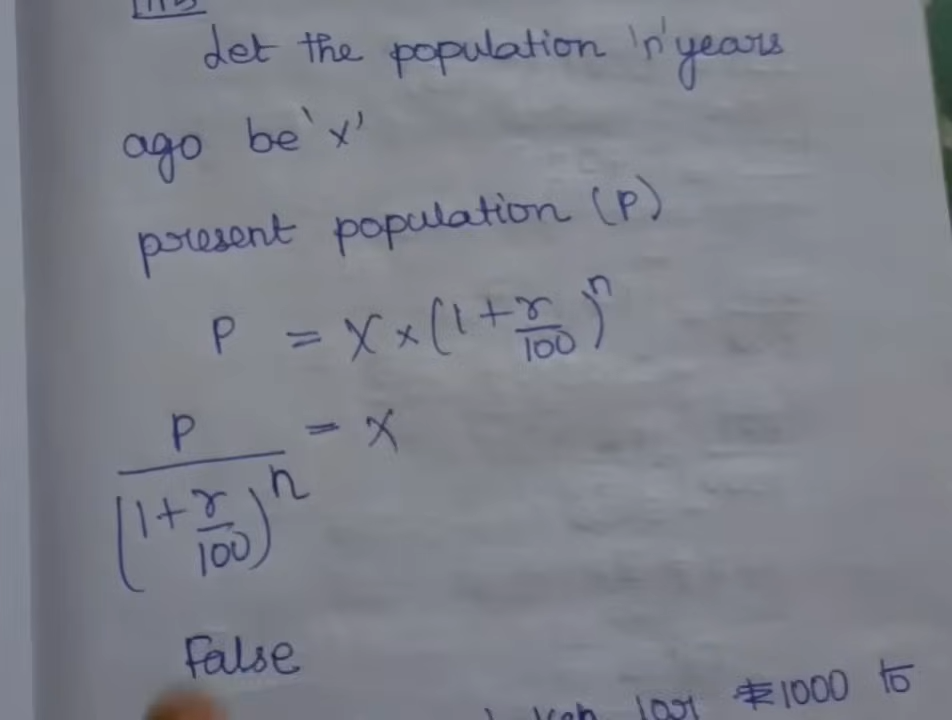 Let the population 'n' years
ago be 'x'
present population (P)
P = X × (1 + r/100)^n
P/(1 + r/100)^n = X
False
₹1000 to